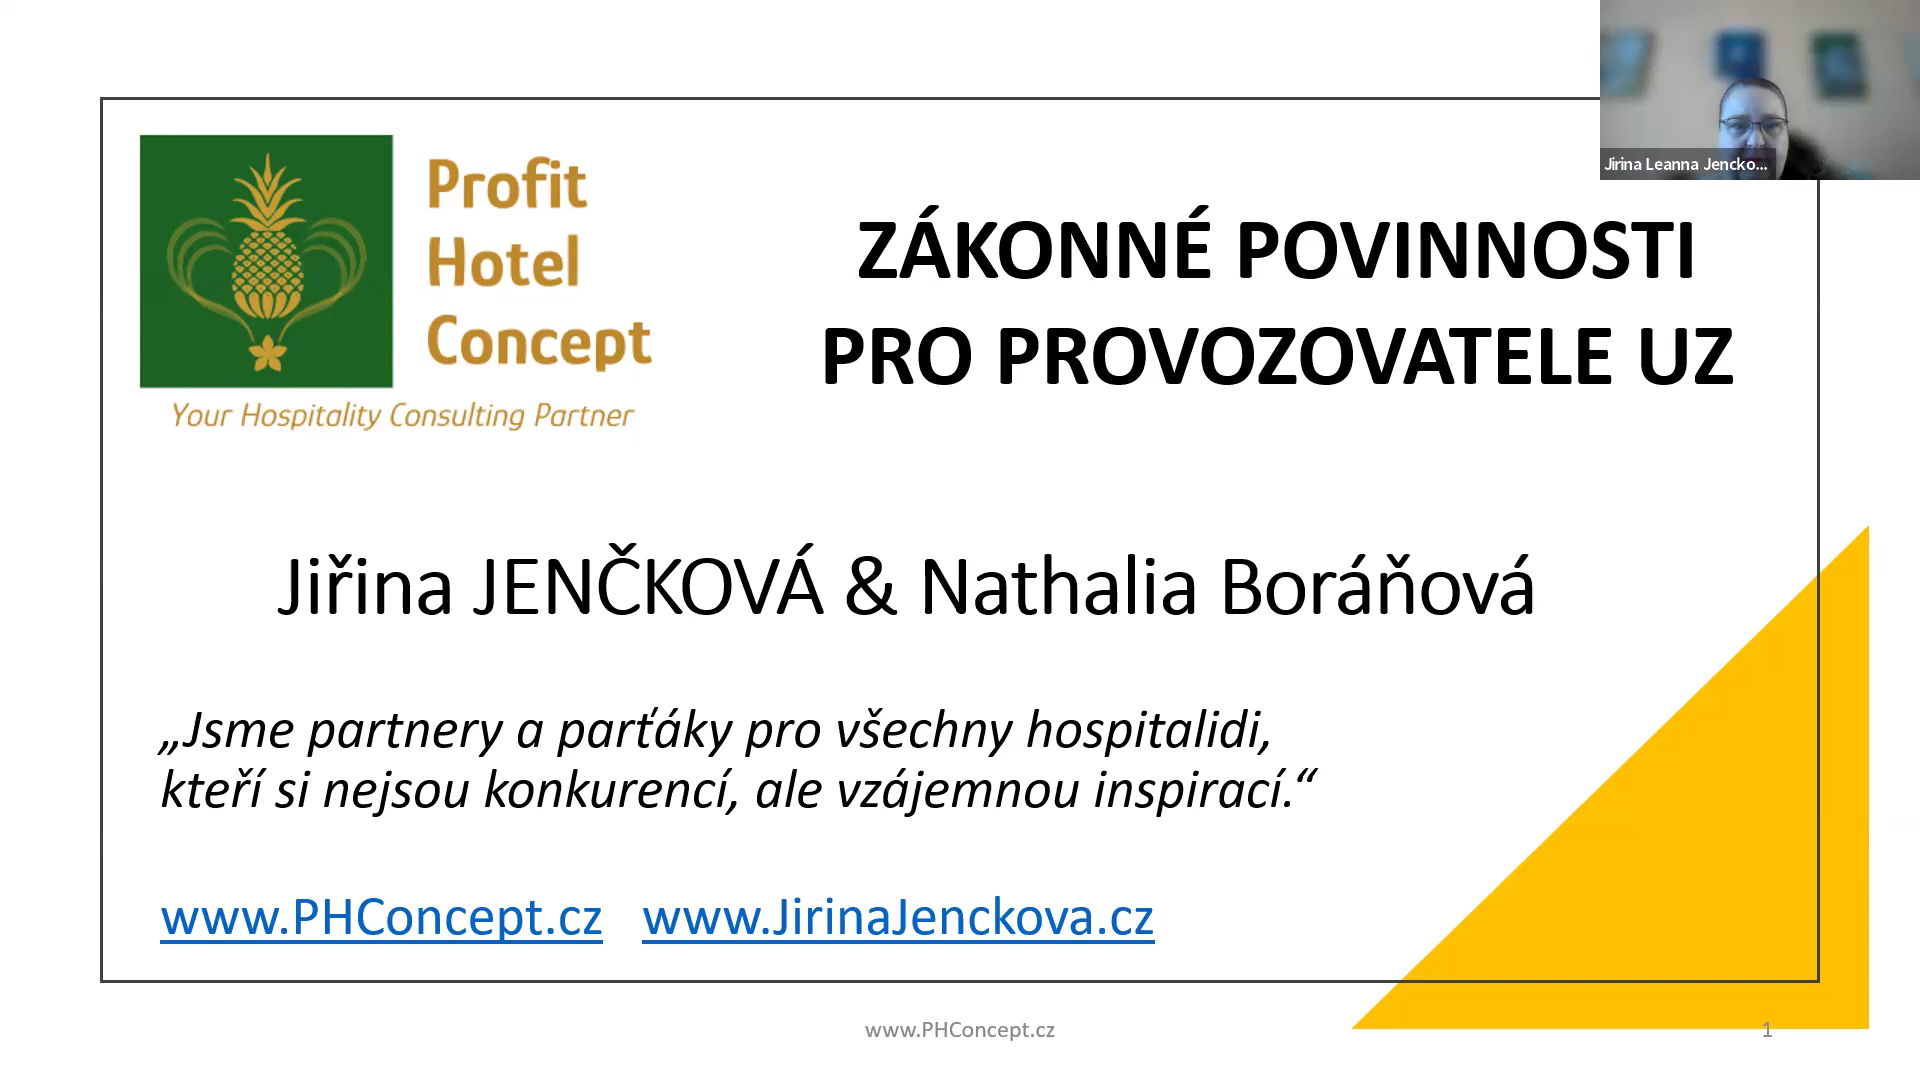 Profit
Hotel
Concept
Your Hospitality Consulting Partner
Jirina Leanna Jencko...
ZÁKONNÉ POVINNOSTI
PRO PROVOZOVATELE UZ
Jiřina JENČKOVÁ & Nathalia Boráňová
„Jsme partnery a parťáky pro všechny hospitalidi,
kteří si nejsou konkurencí, ale vzájemnou inspirací.“
www.PHConcept.cz www.JirinaJenckova.cz
www.PHConcept.cz
1